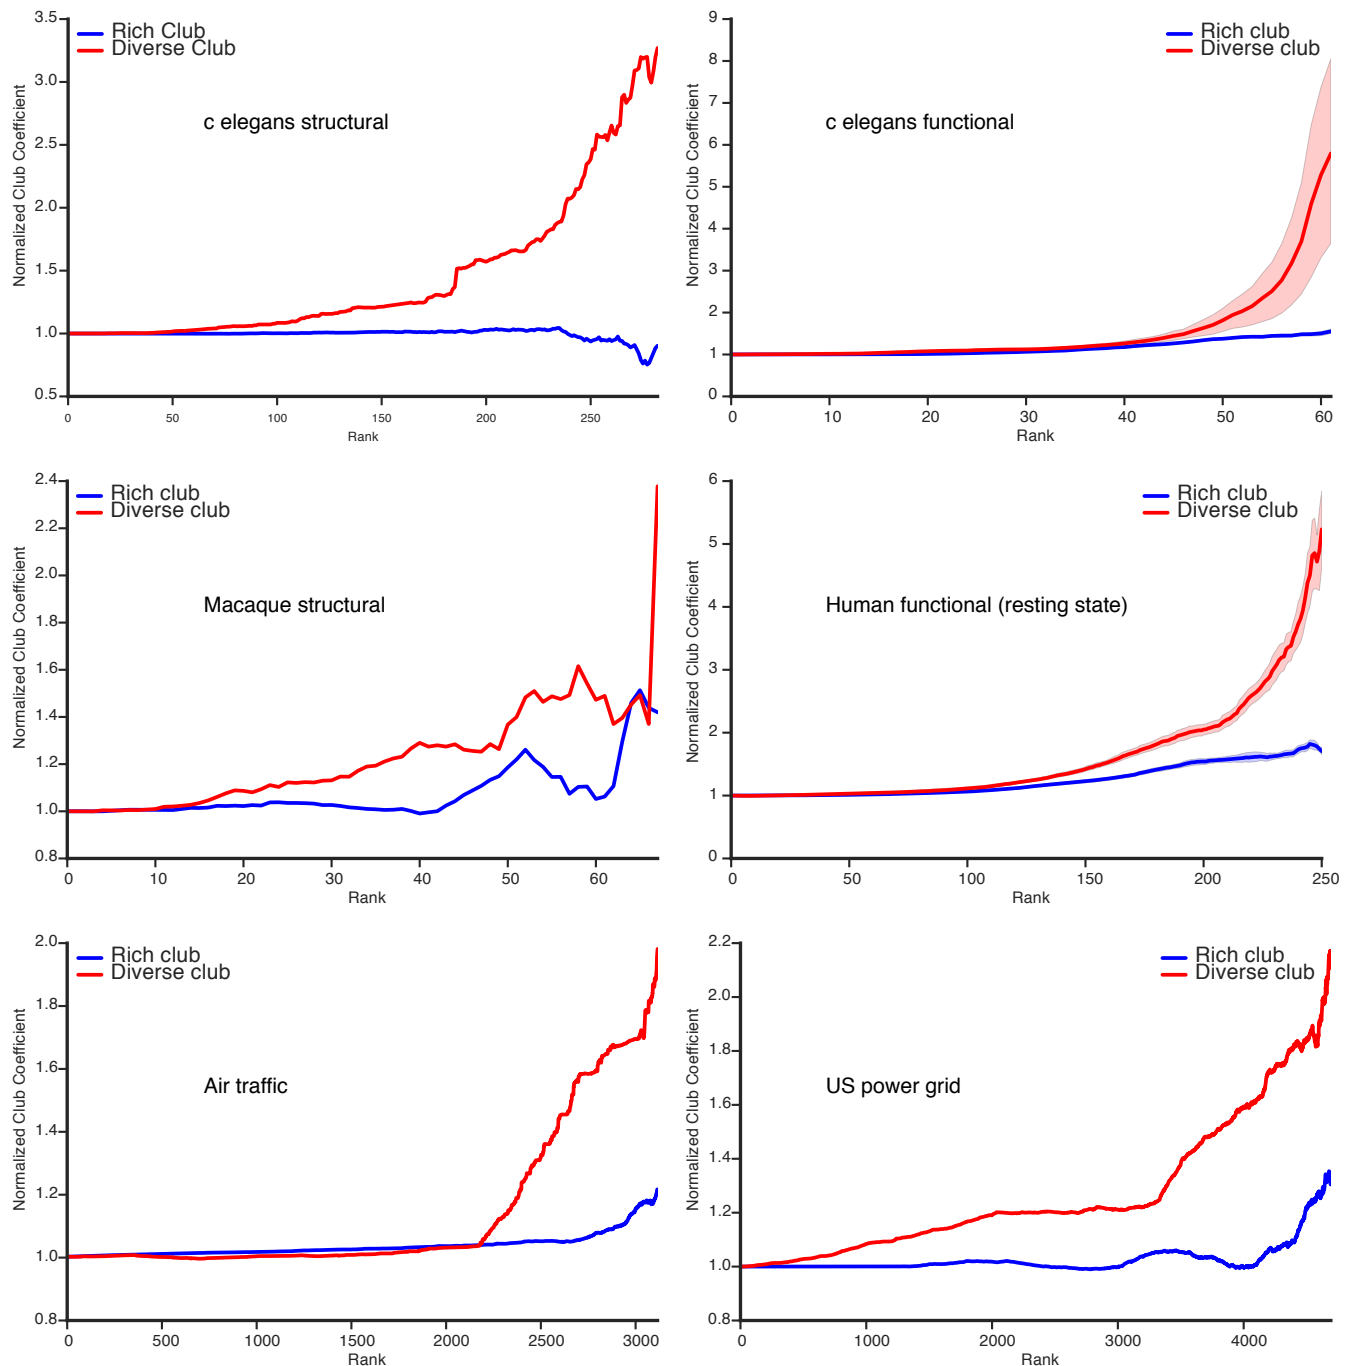 Rich Club
Diverse Club
c elegans structural
Normalized Club Coefficient
3.5
3.0
2.5
2.0
1.5
1.0
0.5
0 50 100 150 200 250
Rank
Rich club
Diverse club
c elegans functional
Normalized Club Coefficient
9
8
7
6
5
4
3
2
1
0
0 10 20 30 40 50 60
Rank
Rich club
Diverse club
Macaque structural
Normalized Club Coefficient
2.4
2.2
2.0
1.8
1.6
1.4
1.2
1.0
0.8
0 10 20 30 40 50 60
Rank
Rich club
Diverse club
Human functional (resting state)
Normalized Club Coefficient
6
5
4
3
2
1
0
0 50 100 150 200 250
Rank
Rich club
Diverse club
Air traffic
Normalized Club Coefficient
2.0
1.8
1.6
1.4
1.2
1.0
0.8
0 500 1000 1500 2000 2500 3000
Rank
Rich club
Diverse club
US power grid
Normalized Club Coefficient
2.2
2.0
1.8
1.6
1.4
1.2
1.0
0.8
0 1000 2000 3000 4000
Rank